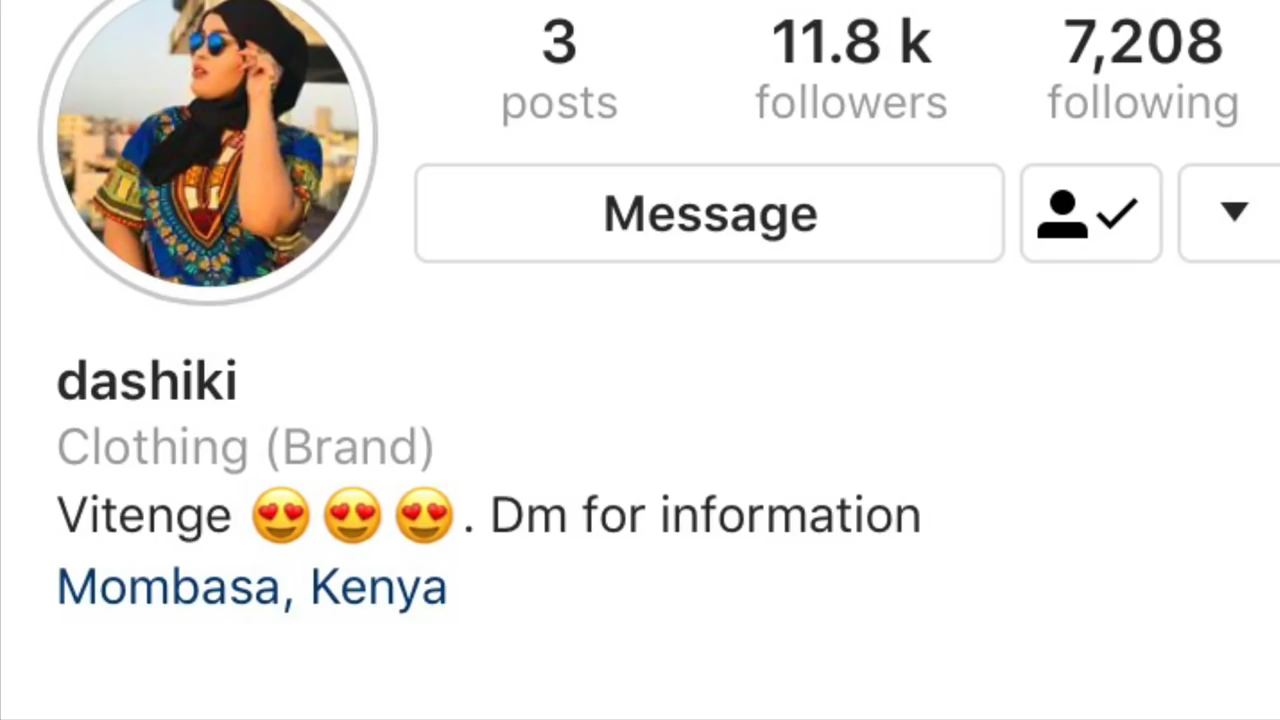 3 11.8 k 7,208
posts followers following
Message
dashiki
Clothing (Brand)
Vitenge 😍😍😍. Dm for information
Mombasa, Kenya